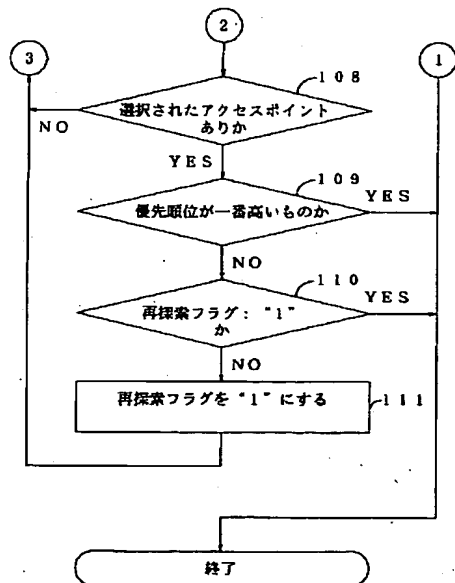 3
2
1
108
選択されたアクセスポイント
ありか
NO
YES
109
優先順位が一番高いものか
YES
NO
110
再探索フラグ："1"
か
YES
NO
再探索フラグを"1"にする
111
終了